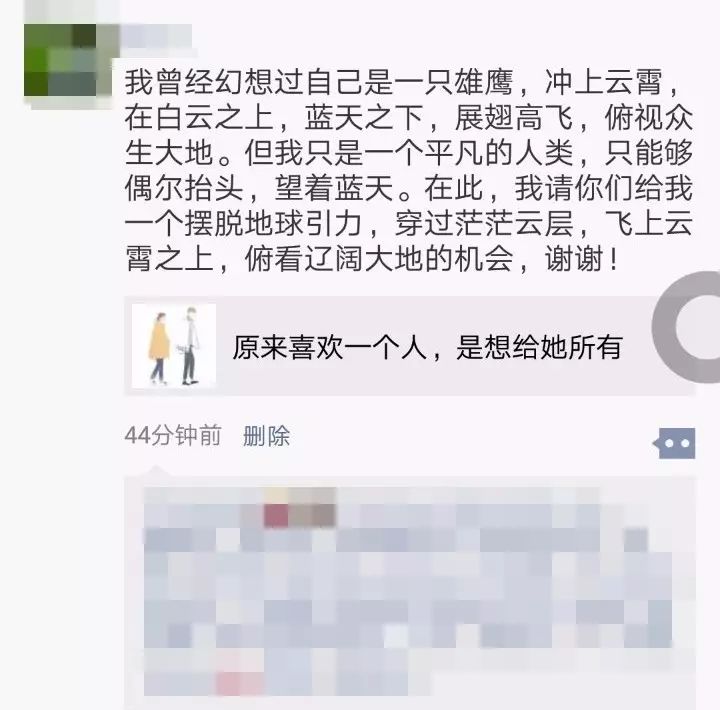 我曾经幻想过自己是一只雄鹰，冲上云霄，
在白云之上，蓝天之下，展翅高飞，俯视众
生大地。但我只是一个平凡的人类，只能够
偶尔抬头，望着蓝天。在此，我请你们给我
一个摆脱地球引力，穿过茫茫云层，飞上云
霄之上，俯看辽阔大地的机会，谢谢！
原来喜欢一个人，是想给她所有
44分钟前 删除